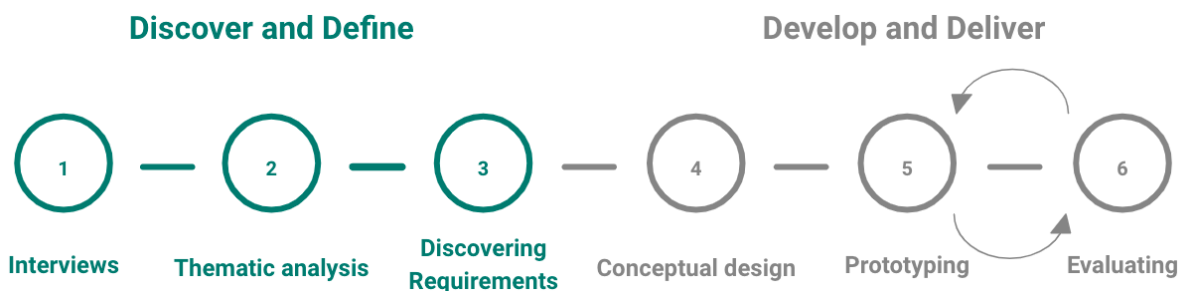 Discover and Define
Develop and Deliver
1
2
3
4
5
6
Interviews
Thematic analysis
Discovering
Requirements
Conceptual design
Prototyping
Evaluating